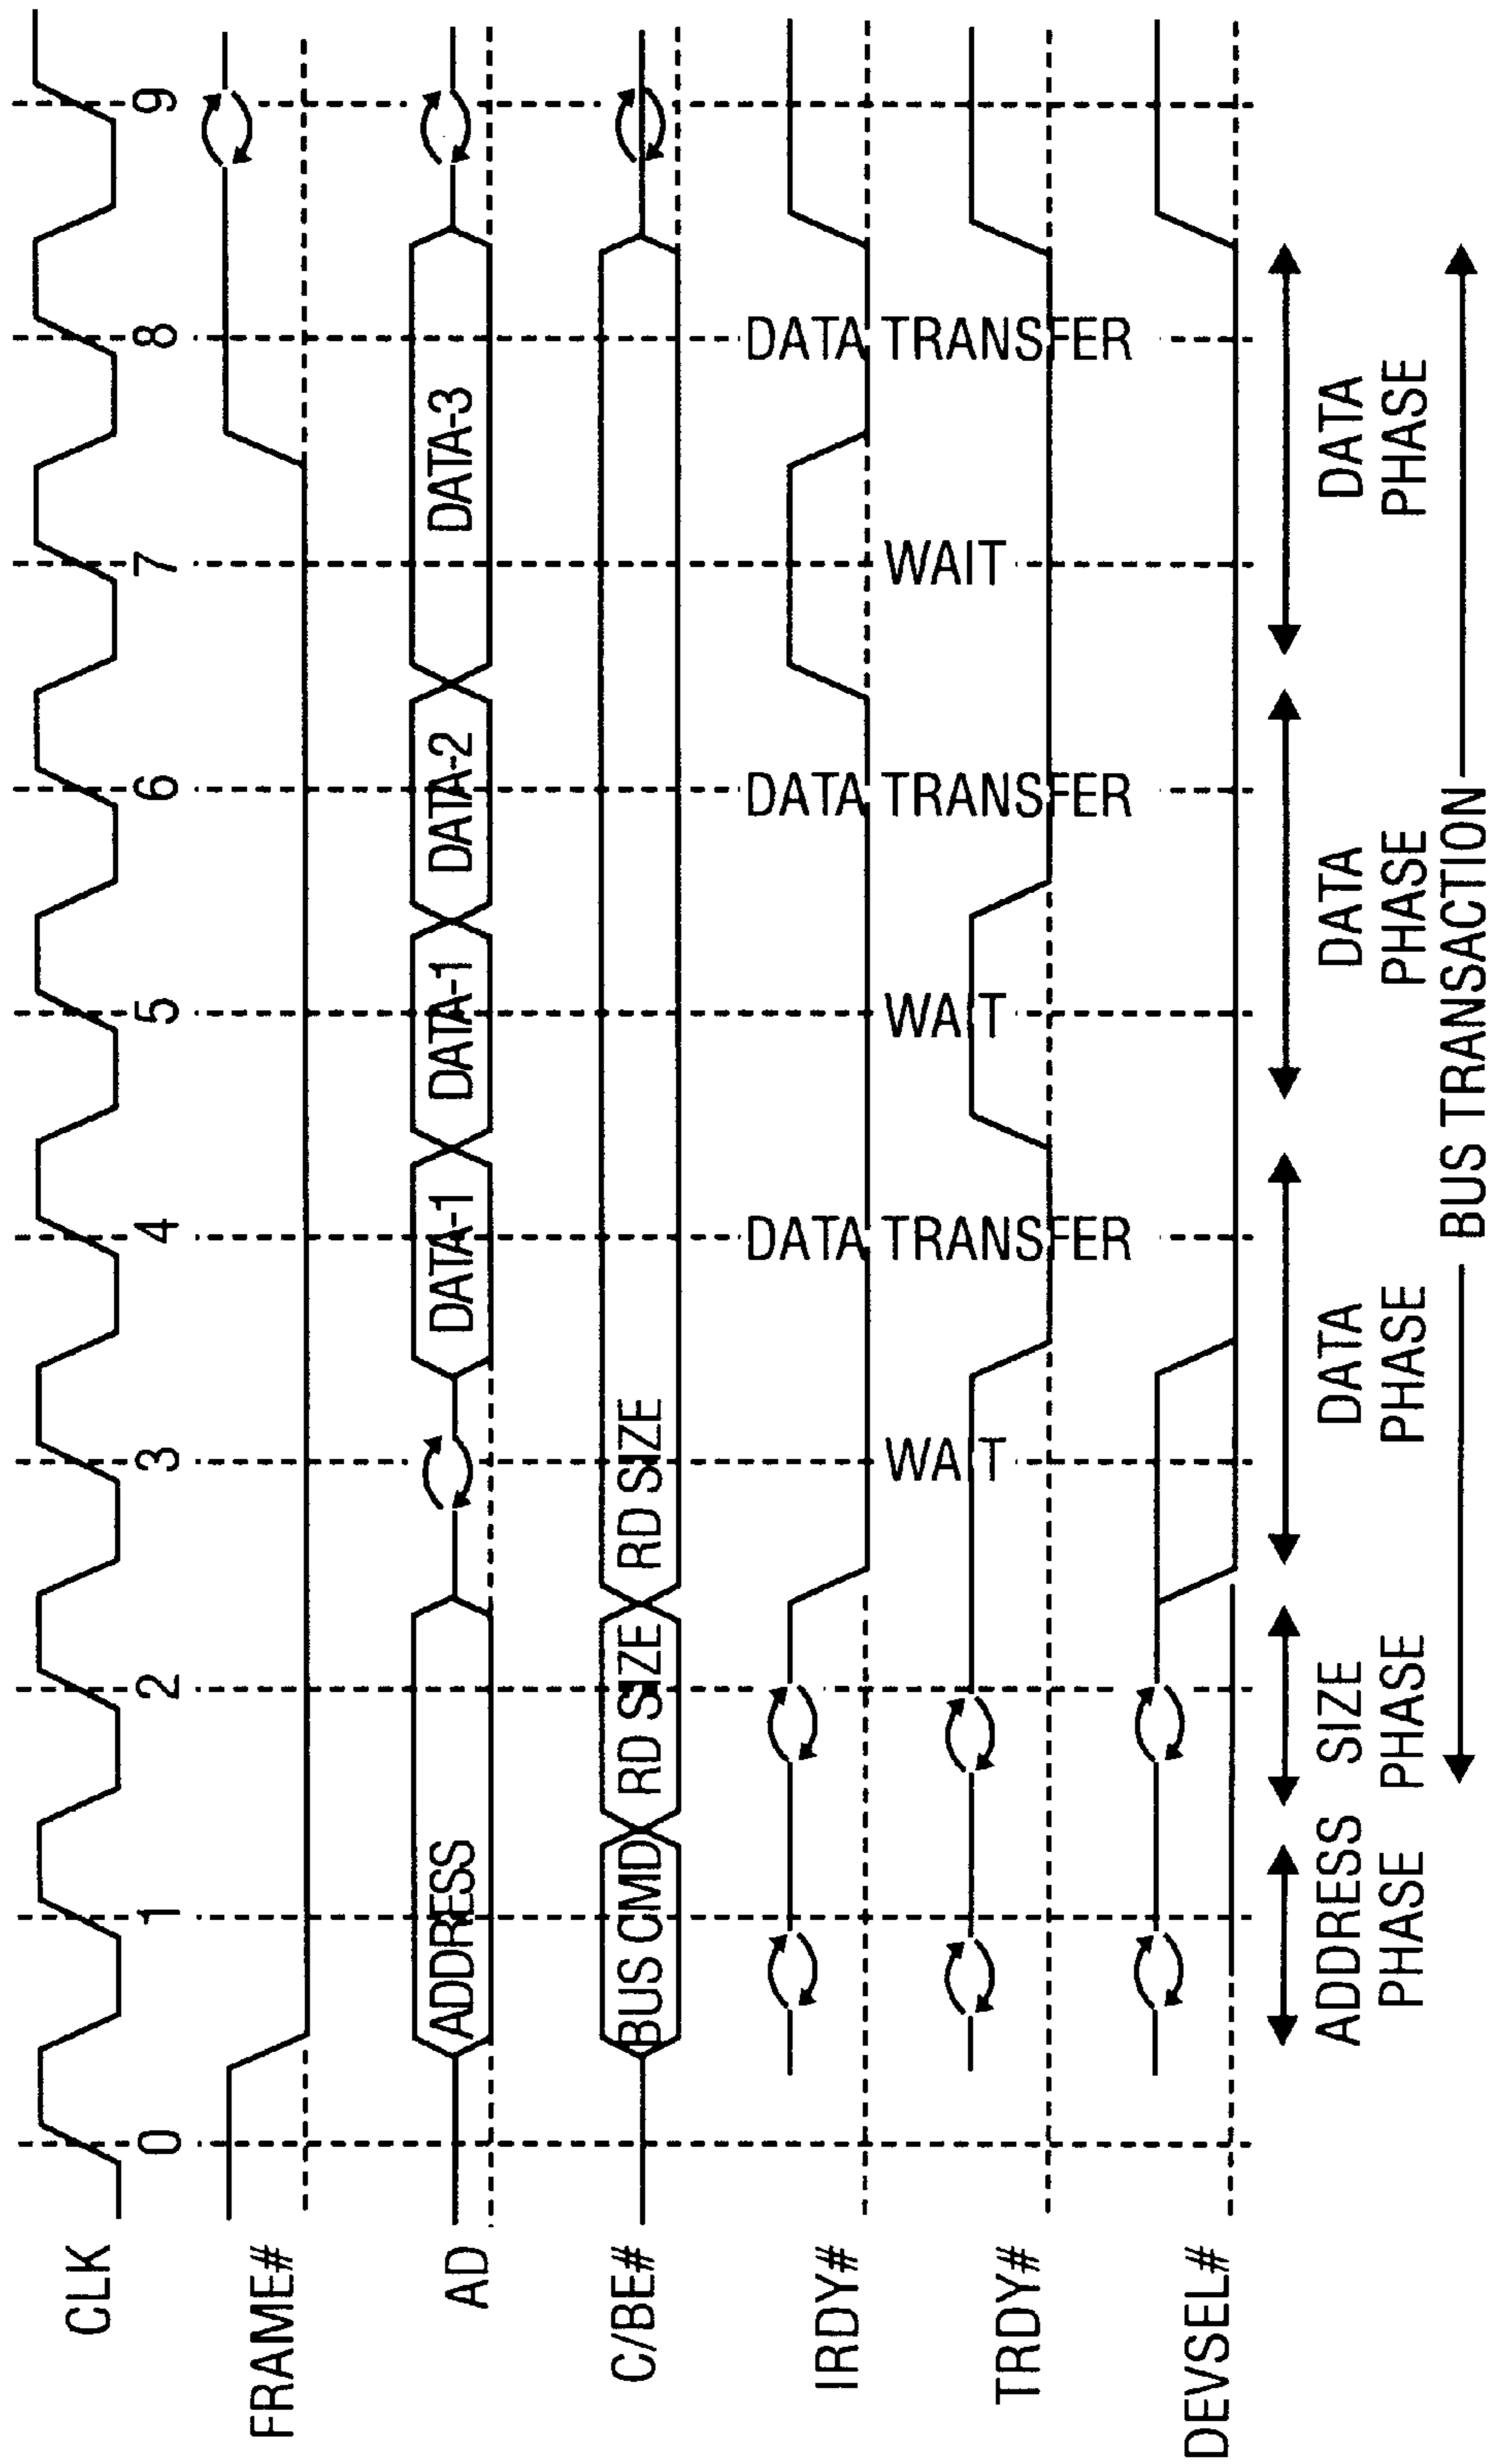 CLK
0 1 2 3 4 5 6 7 8 9
FRAME#
AD
ADDRESS DATA-1 DATA-1 DATA-2 DATA-3
C/BE#
BUS CMD RD SIZE RD SIZE
IRDY#
WAIT DATA TRANSFER WAIT DATA TRANSFER WAIT DATA TRANSFER
TRDY#
DEVSEL#
ADDRESS
PHASE
SIZE
PHASE
DATA
PHASE
DATA
PHASE
DATA
PHASE
BUS TRANSACTION